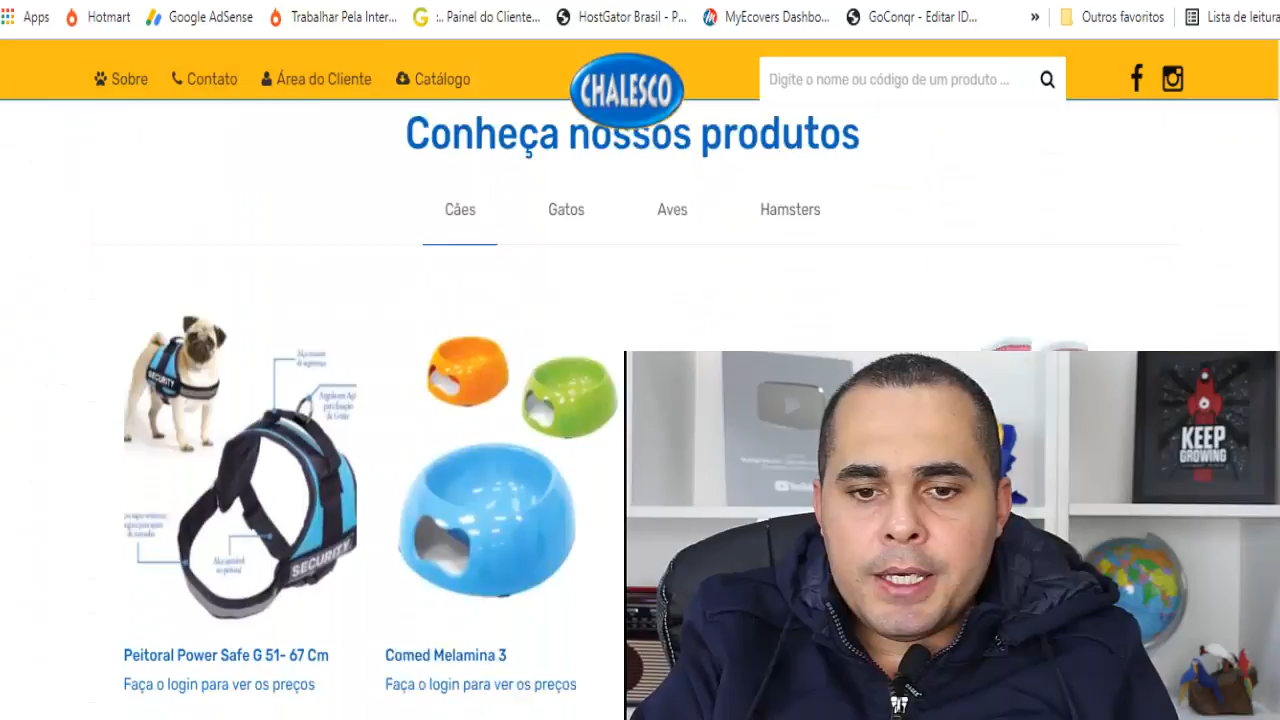 Apps Hotmart Google AdSense Trabalhar Pela Inter... :.. Painel do Cliente... HostGator Brasil - P... MyEcovers Dashbo... GoConqr - Editar ID... » Outros favoritos Lista de leitura
Sobre Contato Área do Cliente Catálogo CHALESCO Digite o nome ou código de um produto ...
Conheça nossos produtos
Cães Gatos Aves Hamsters
SECURITY
SECURITY
YouTube
KEEP
GROWING
Peitoral Power Safe G 51- 67 Cm
Faça o login para ver os preços
Comed Melamina 3
Faça o login para ver os preços